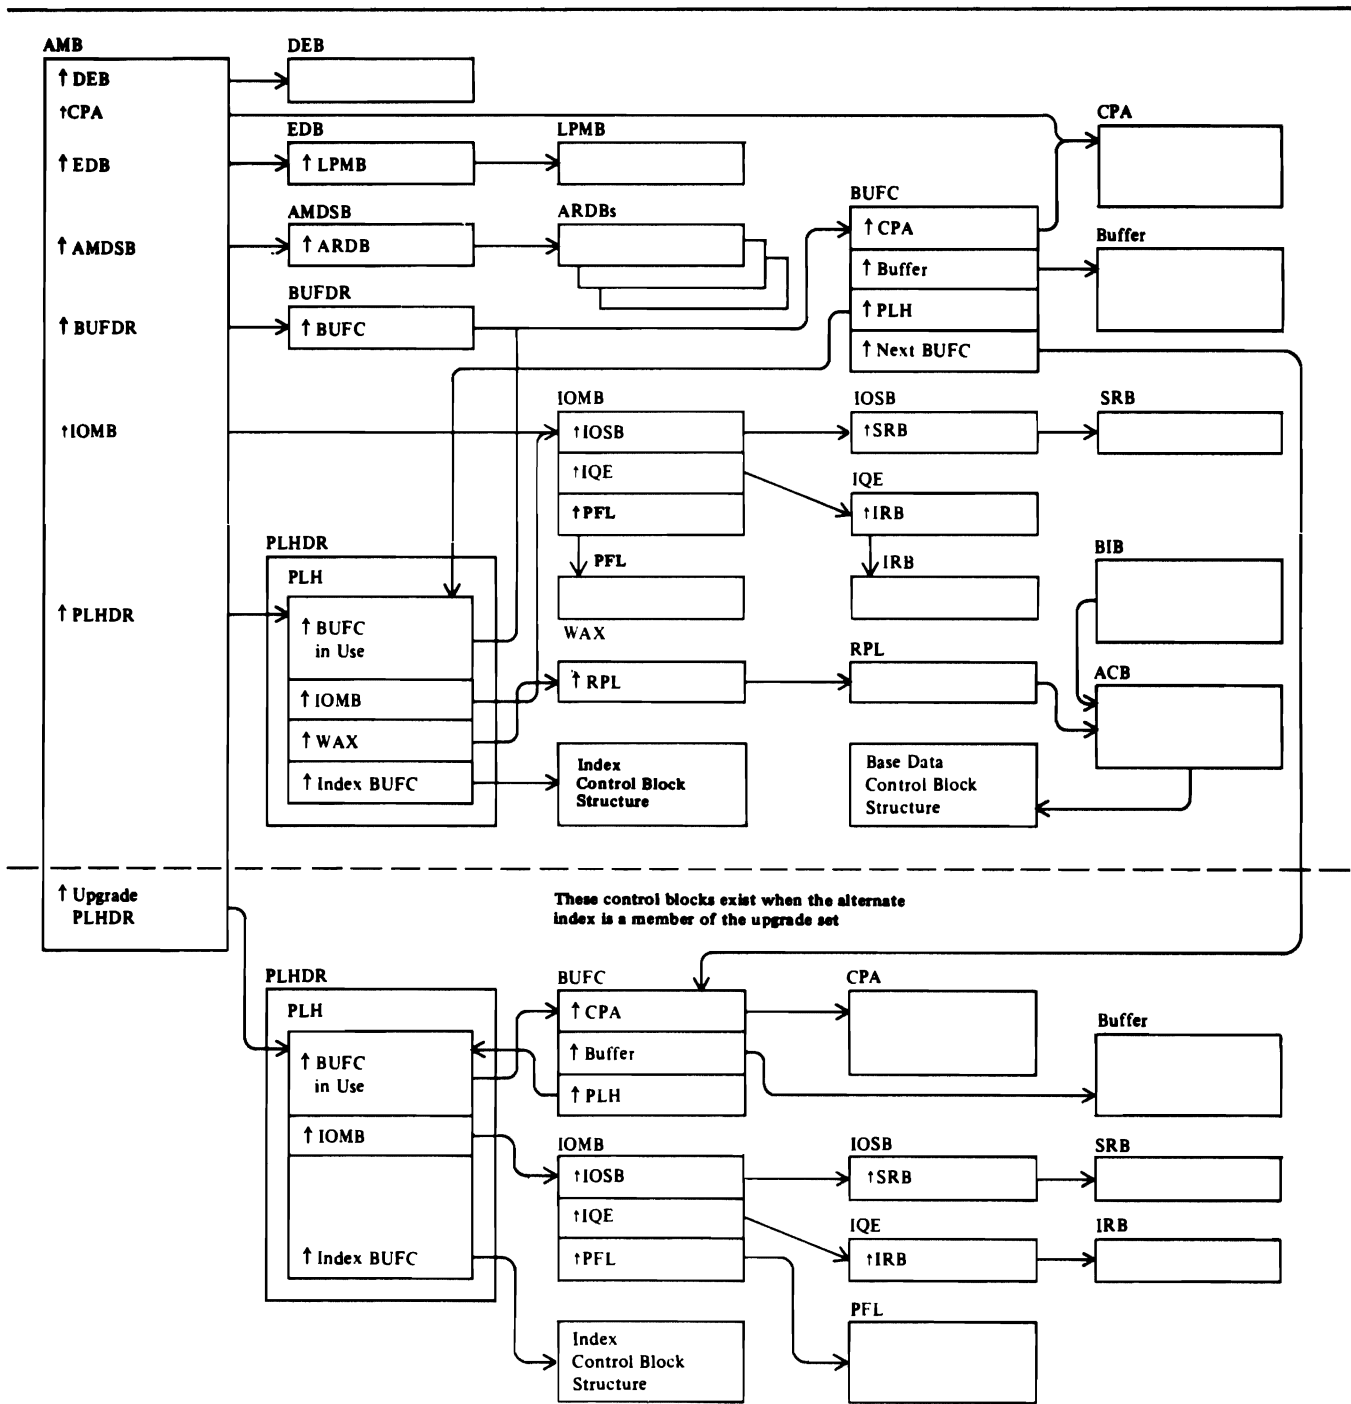 AMB
↑ DEB
↑CPA
↑ EDB
↑ AMDSB
↑ BUFDR
↑IOMB
↑ PLHDR
↑ Upgrade
PLHDR
DEB
EDB
↑ LPMB
LPMB
AMDSB
↑ ARDB
ARDBs
BUFDR
↑ BUFC
CPA
BUFC
↑ CPA
↑ Buffer
↑ PLH
↑ Next BUFC
Buffer
IOMB
↑IOSB
↑IQE
↑PFL
IOSB
↑SRB
SRB
IQE
↑IRB
PFL
IRB
BIB
PLHDR
PLH
↑ BUFC
in Use
↑ IOMB
↑ WAX
↑ Index BUFC
WAX
↑ RPL
RPL
ACB
Index
Control Block
Structure
Base Data
Control Block
Structure
These control blocks exist when the alternate
index is a member of the upgrade set
PLHDR
PLH
↑ BUFC
in Use
↑ IOMB
↑ Index BUFC
BUFC
↑ CPA
↑ Buffer
↑ PLH
CPA
Buffer
IOMB
↑IOSB
↑IQE
↑PFL
IOSB
↑SRB
SRB
IQE
↑IRB
IRB
PFL
Index
Control Block
Structure